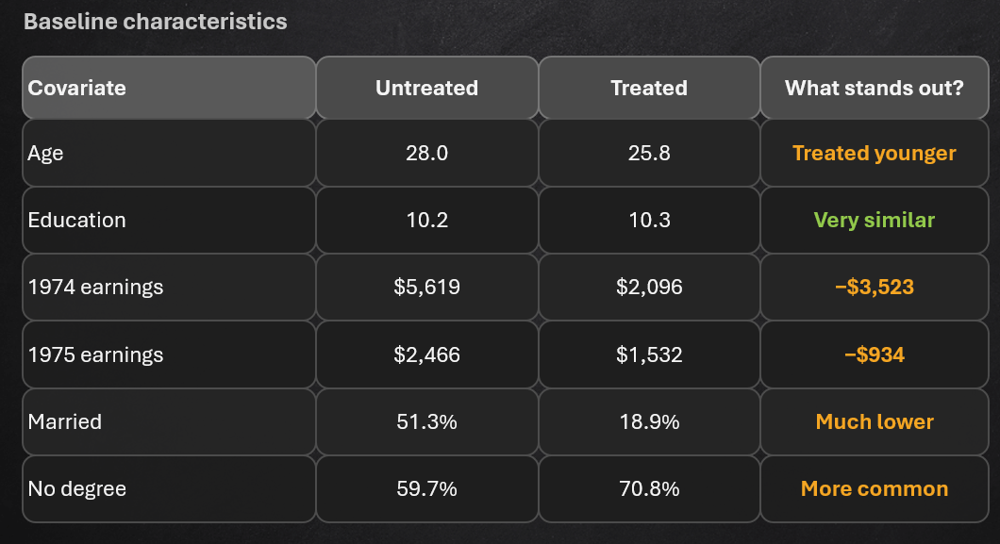 Baseline characteristics
Covariate Untreated Treated What stands out?
Age 28.0 25.8 Treated younger
Education 10.2 10.3 Very similar
1974 earnings $5,619 $2,096 −$3,523
1975 earnings $2,466 $1,532 −$934
Married 51.3% 18.9% Much lower
No degree 59.7% 70.8% More common